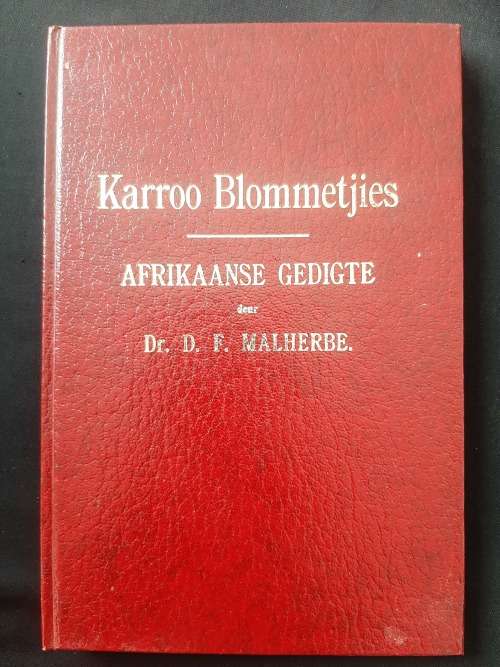 Karroo Blommetjies
AFRIKAANSE GEDIGTE
deur
Dr. D. F. MALHERBE.